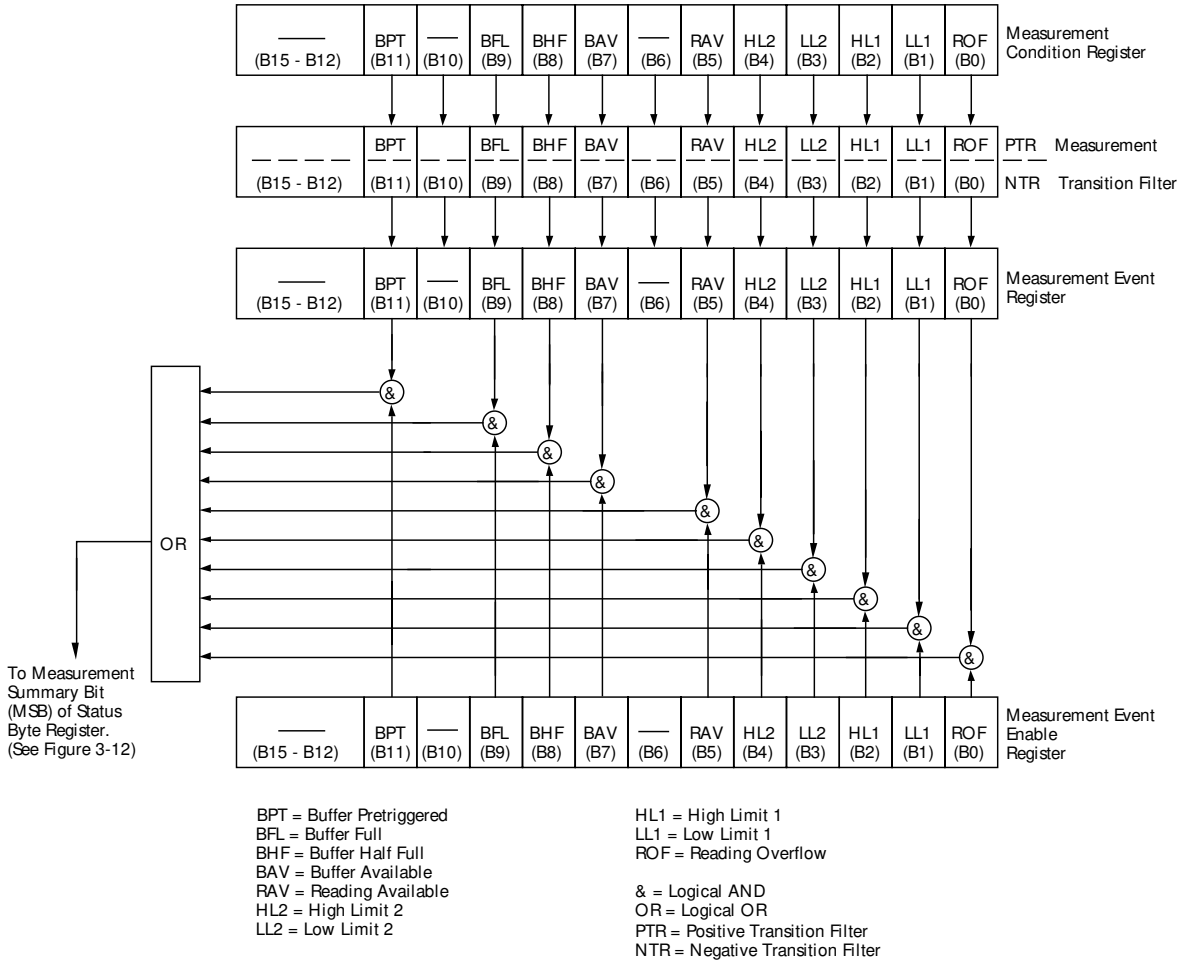 BPT BFL BHF BAV RAV HL2 LL2 HL1 LL1 ROF
(B15 - B12) (B11) (B10) (B9) (B8) (B7) (B6) (B5) (B4) (B3) (B2) (B1) (B0)
Measurement
Condition Register
BPT BFL BHF BAV RAV HL2 LL2 HL1 LL1 ROF PTR Measurement
(B15 - B12) (B11) (B10) (B9) (B8) (B7) (B6) (B5) (B4) (B3) (B2) (B1) (B0) NTR Transition Filter
BPT BFL BHF BAV RAV HL2 LL2 HL1 LL1 ROF
(B15 - B12) (B11) (B10) (B9) (B8) (B7) (B6) (B5) (B4) (B3) (B2) (B1) (B0)
Measurement Event
Register
&
&
&
&
&
&
&
&
&
&
OR
To Measurement
Summary Bit
(MSB) of Status
Byte Register.
(See Figure 3-12)
BPT BFL BHF BAV RAV HL2 LL2 HL1 LL1 ROF
(B15 - B12) (B11) (B10) (B9) (B8) (B7) (B6) (B5) (B4) (B3) (B2) (B1) (B0)
Measurement Event
Enable
Register
BPT = Buffer Pretriggered
BFL = Buffer Full
BHF = Buffer Half Full
BAV = Buffer Available
RAV = Reading Available
HL2 = High Limit 2
LL2 = Low Limit 2
HL1 = High Limit 1
LL1 = Low Limit 1
ROF = Reading Overflow
& = Logical AND
OR = Logical OR
PTR = Positive Transition Filter
NTR = Negative Transition Filter